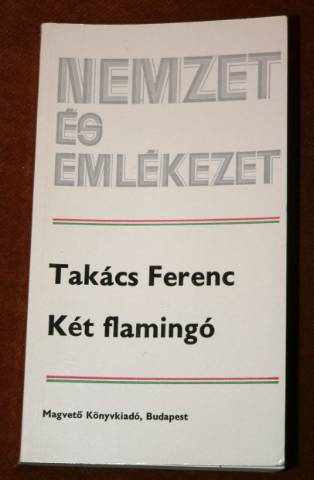 NEMZET
ÉS
EMLÉKEZET
Takács Ferenc
Két flamingó
Magvető Könyvkiadó, Budapest